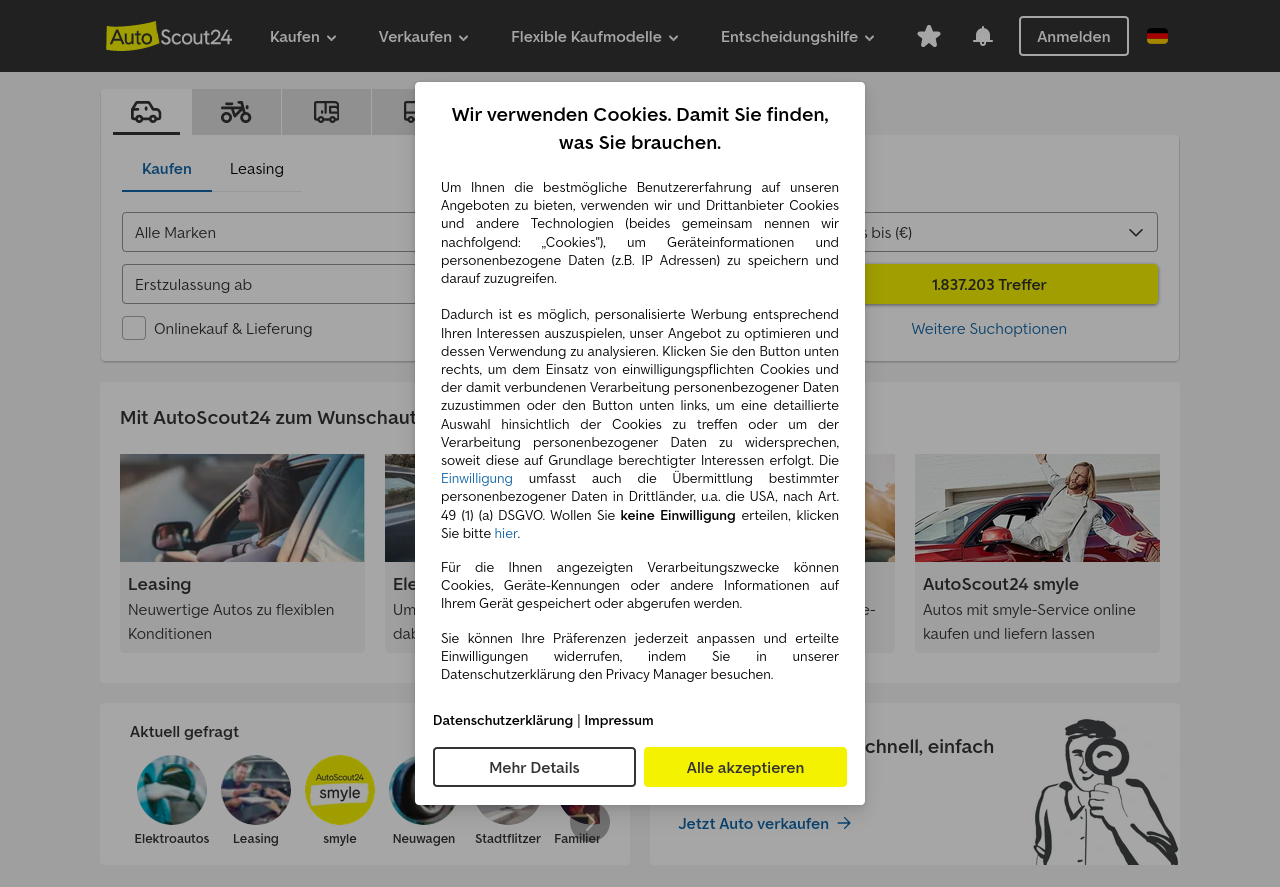 AutoScout24
Kaufen
Verkaufen
Flexible Kaufmodelle
Entscheidungshilfe
Anmelden
Kaufen
Leasing
Alle Marken
bis (€)
Erstzulassung ab
1.837.203 Treffer
Onlinekauf & Lieferung
Weitere Suchoptionen
Wir verwenden Cookies. Damit Sie finden,
was Sie brauchen.
Um Ihnen die bestmögliche Benutzererfahrung auf unseren
Angeboten zu bieten, verwenden wir und Drittanbieter Cookies
und andere Technologien (beides gemeinsam nennen wir
nachfolgend: „Cookies"), um Geräteinformationen und
personenbezogene Daten (z.B. IP Adressen) zu speichern und
darauf zuzugreifen.
Dadurch ist es möglich, personalisierte Werbung entsprechend
Ihren Interessen auszuspielen, unser Angebot zu optimieren und
dessen Verwendung zu analysieren. Klicken Sie den Button unten
rechts, um dem Einsatz von einwilligungspflichten Cookies und
der damit verbundenen Verarbeitung personenbezogener Daten
zuzustimmen oder den Button unten links, um eine detaillierte
Auswahl hinsichtlich der Cookies zu treffen oder um der
Verarbeitung personenbezogener Daten zu widersprechen,
soweit diese auf Grundlage berechtigter Interessen erfolgt. Die
Einwilligung umfasst auch die Übermittlung bestimmter
personenbezogener Daten in Drittländer, u.a. die USA, nach Art.
49 (1) (a) DSGVO. Wollen Sie keine Einwilligung erteilen, klicken
Sie bitte hier.
Für die Ihnen angezeigten Verarbeitungszwecke können
Cookies, Geräte-Kennungen oder andere Informationen auf
Ihrem Gerät gespeichert oder abgerufen werden.
Sie können Ihre Präferenzen jederzeit anpassen und erteilte
Einwilligungen widerrufen, indem Sie in unserer
Datenschutzerklärung den Privacy Manager besuchen.
Datenschutzerklärung | Impressum
Mehr Details
Alle akzeptieren
Mit AutoScout24 zum Wunschaut
Leasing
Neuwertige Autos zu flexiblen
Konditionen
Ele
Um
dab
e-
AutoScout24 smyle
Autos mit smyle-Service online
kaufen und liefern lassen
Aktuell gefragt
AutoScout24
smyle
Elektroautos
Leasing
smyle
Neuwagen
Stadtflitzer
Familier
chnell, einfach
Jetzt Auto verkaufen